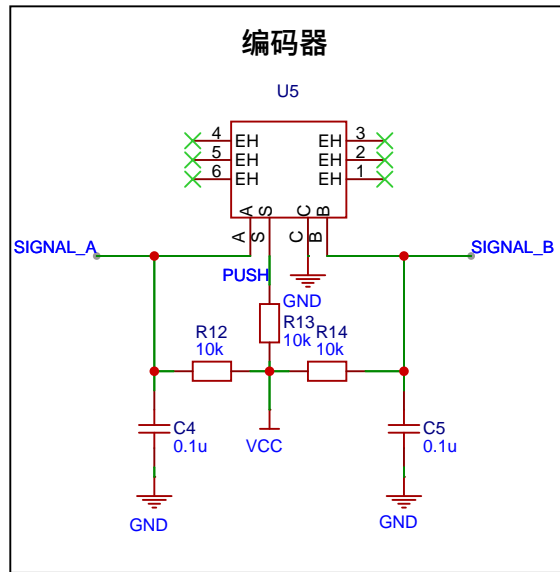 编码器
U5
4 EH EH 3
5 EH EH 2
6 EH EH 1
A S C B
A S C B
SIGNAL_A
SIGNAL_B
PUSH
GND
R12
10k
R13
10k
R14
10k
C4
0.1u
VCC
C5
0.1u
GND
GND